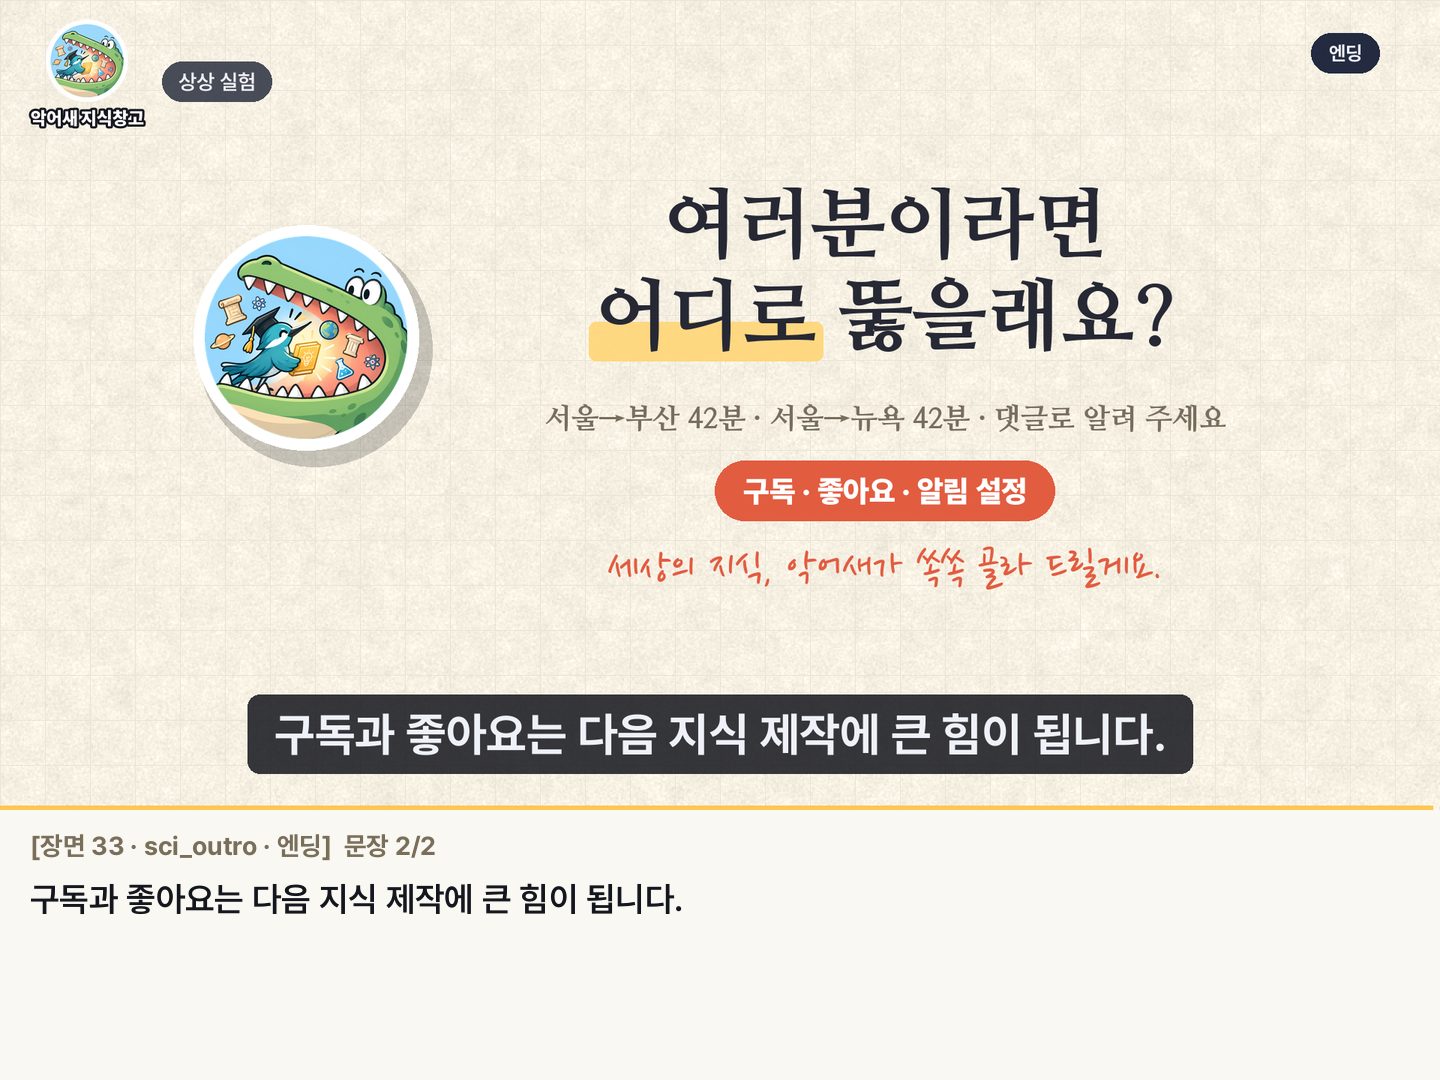 악어새 지식창고
상상 실험
엔딩
여러분이라면
어디로 뚫을래요?
서울→부산 42분 · 서울→뉴욕 42분 · 댓글로 알려 주세요
구독 · 좋아요 · 알림 설정
세상의 지식, 악어새가 쏙쏙 골라 드릴게요.
구독과 좋아요는 다음 지식 제작에 큰 힘이 됩니다.
[장면 33 · sci_outro · 엔딩] 문장 2/2
구독과 좋아요는 다음 지식 제작에 큰 힘이 됩니다.